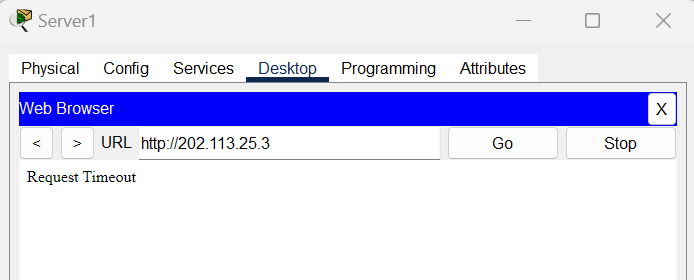 Server1
Physical Config Services Desktop Programming Attributes
Web Browser X
< > URL http://202.113.25.3 Go Stop
Request Timeout